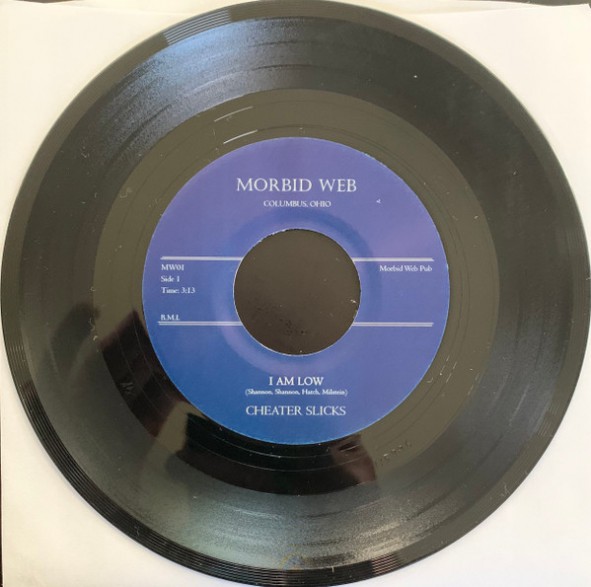 MORBID WEB
COLUMBUS, OHIO
MW01
Side 1
Time: 3:13
Morbid Web Pub
B.M.I.
I AM LOW
(Shannon, Shannon, Hatch,
CHEATER SLICKS